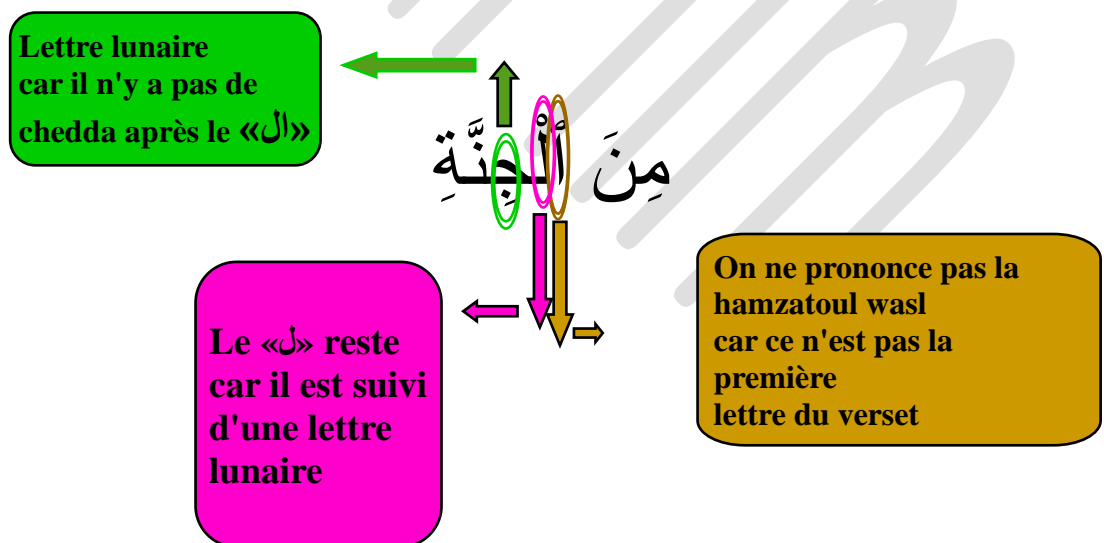 Lettre lunaire
car il n'y a pas de
chedda après le «ال»
مِنَ ٱلْجِنَّةِ
Le «ل» reste
car il est suivi
d'une lettre
lunaire
On ne prononce pas la
hamzatoul wasl
car ce n'est pas la
première
lettre du verset